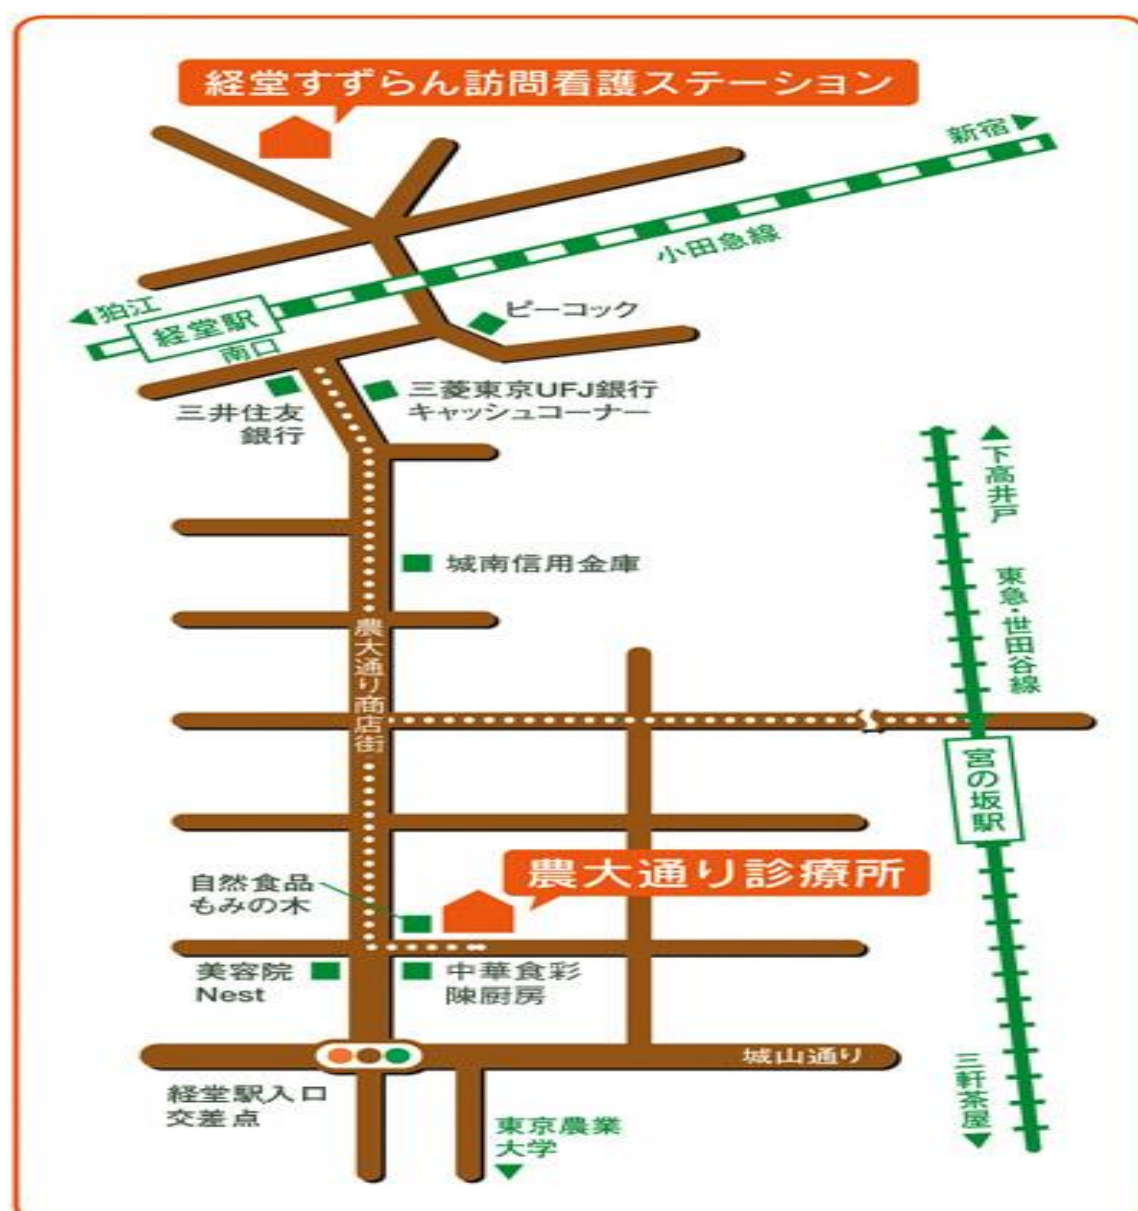 経堂すずらん訪問看護ステーション
新宿▶
小田急線
◀狛江
経堂駅
南口
ピーコック
三井住友
銀行
三菱東京UFJ銀行
キャッシュコーナー
▲下高井戸
城南信用金庫
東急・世田谷線
農大通り商店街
宮の坂駅
農大通り診療所
自然食品
もみの木
美容院
Nest
中華食彩
陳厨房
城山通り
経堂駅入口
交差点
三軒茶屋▼
東京農業
大学
▼